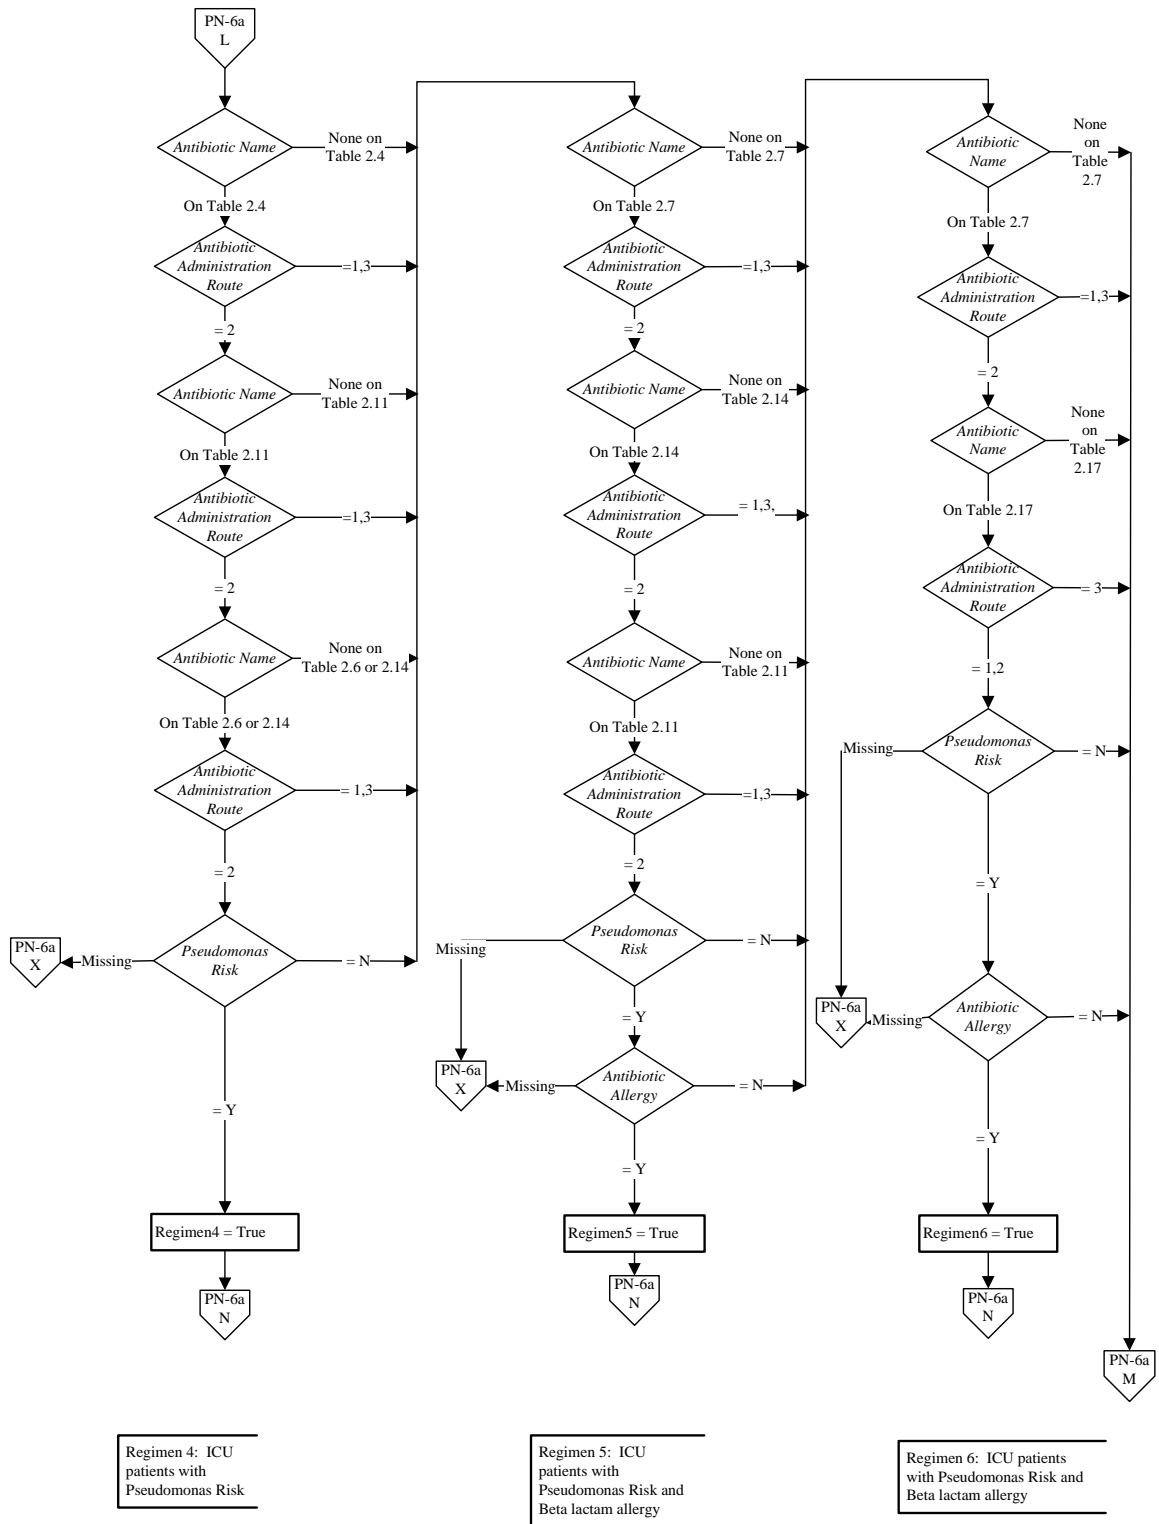 PN-6a
L
Antibiotic Name
None on
Table 2.4
On Table 2.4
Antibiotic
Administration
Route
=1,3
= 2
Antibiotic Name
None on
Table 2.11
On Table 2.11
Antibiotic
Administration
Route
=1,3
= 2
Antibiotic Name
None on
Table 2.6 or 2.14
On Table 2.6 or 2.14
Antibiotic
Administration
Route
= 1,3
= 2
Pseudomonas
Risk
Missing
PN-6a
X
= N
= Y
Regimen4 = True
PN-6a
N
Regimen 4:  ICU
patients with
Pseudomonas Risk
Antibiotic Name
None on
Table 2.7
On Table 2.7
Antibiotic
Administration
Route
=1,3
= 2
Antibiotic Name
None on
Table 2.14
On Table 2.14
Antibiotic
Administration
Route
= 1,3,
= 2
Antibiotic Name
None on
Table 2.11
On Table 2.11
Antibiotic
Administration
Route
=1,3
= 2
Pseudomonas
Risk
Missing
= N
= Y
Antibiotic
Allergy
Missing
PN-6a
X
= N
= Y
Regimen5 = True
PN-6a
N
Regimen 5:  ICU
patients with
Pseudomonas Risk and
Beta lactam allergy
Antibiotic
Name
None
on
Table
2.7
On Table 2.7
Antibiotic
Administration
Route
=1,3
= 2
Antibiotic
Name
None
on
Table
2.17
On Table 2.17
Antibiotic
Administration
Route
= 3
= 1,2
Pseudomonas
Risk
Missing
= N
= Y
Antibiotic
Allergy
Missing
PN-6a
X
= N
= Y
Regimen6 = True
PN-6a
N
PN-6a
M
Regimen 6:  ICU patients
with Pseudomonas Risk and
Beta lactam allergy